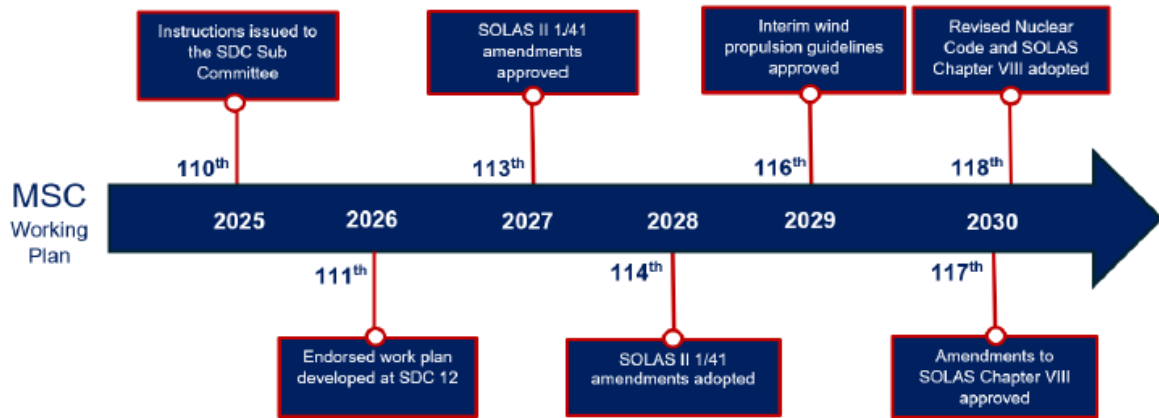 Instructions issued to
the SDC Sub
Committee
SOLAS II 1./41
amendments
approved
Interim wind
propulsion guidelines
approved
Revised Nuclear
Code and SOLAS
Chapter VIII adopted
110th
113th
116th
118th
MSC
Working
Plan
2025
2026
2027
2028
2029
2030
111th
114th
117th
Endorsed work plan
developed at SDC 12
SOLAS II 1/41
amendments adopted
Amendments to
SOLAS Chapter VIII
approved